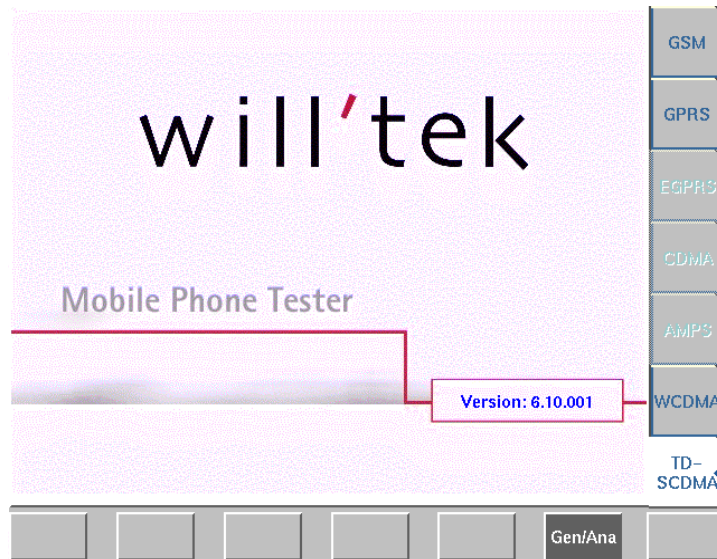 will'tek
Mobile Phone Tester
Version: 6.10.001
GSM
GPRS
EGPRS
CDMA
AMPS
WCDMA
TD-
SCDMA
Gen/Ana